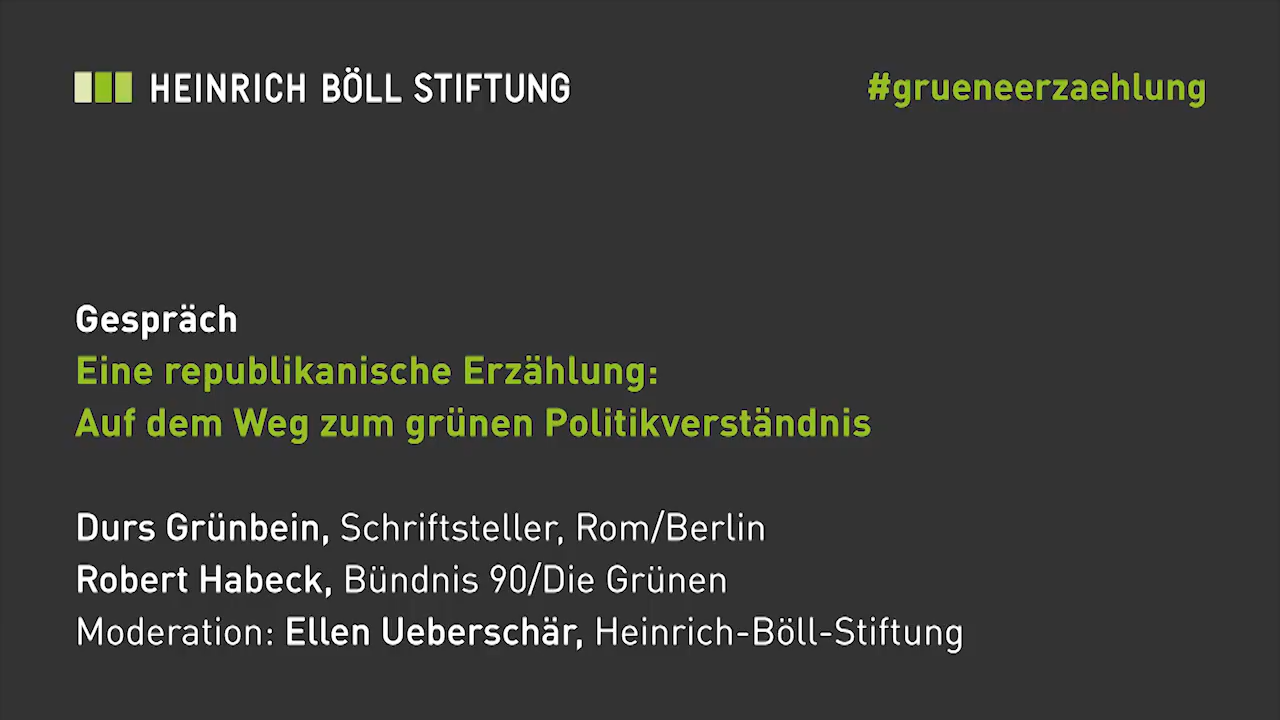 HEINRICH BÖLL STIFTUNG
#grueneerzaehlung
Gespräch
Eine republikanische Erzählung:
Auf dem Weg zum grünen Politikverständnis
Durs Grünbein, Schriftsteller, Rom/Berlin
Robert Habeck, Bündnis 90/Die Grünen
Moderation: Ellen Ueberschär, Heinrich-Böll-Stiftung